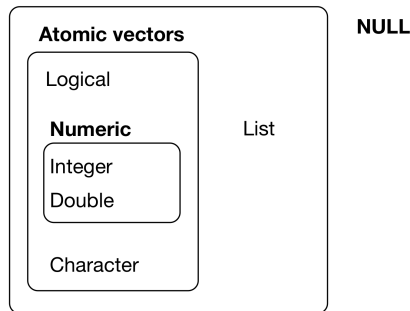 NULL
Atomic vectors
Logical
Numeric
List
Integer
Double
Character